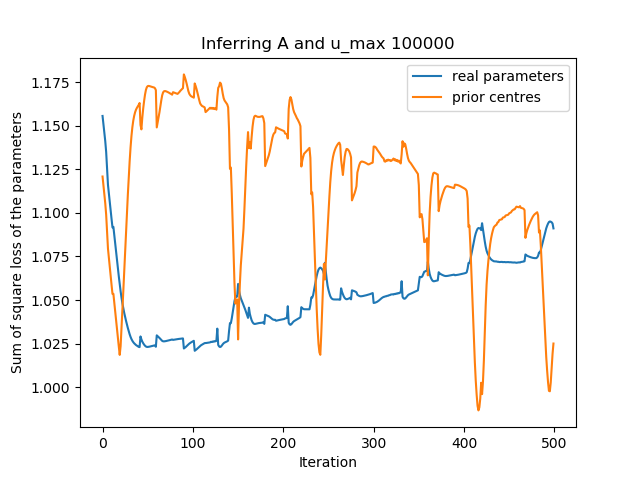 Inferring A and u_max 100000
real parameters
prior centres
1.175
1.150
1.125
1.100
1.075
1.050
1.025
1.000
Sum of square loss of the parameters
0
100
200
300
400
500
Iteration